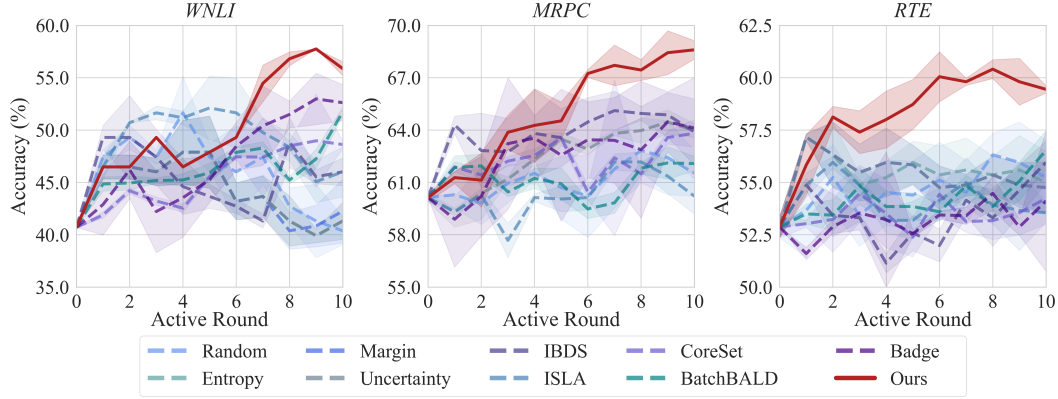 WNLI
MRPC
RTE
Accuracy (%)
60.0
55.0
50.0
45.0
40.0
35.0
0 2 4 6 8 10
Active Round
Accuracy (%)
70.0
67.0
64.0
61.0
58.0
55.0
0 2 4 6 8 10
Active Round
Accuracy (%)
62.5
60.0
57.5
55.0
52.5
50.0
0 2 4 6 8 10
Active Round
Random Margin IBDS CoreSet Badge
Entropy Uncertainty ISLA BatchBALD Ours